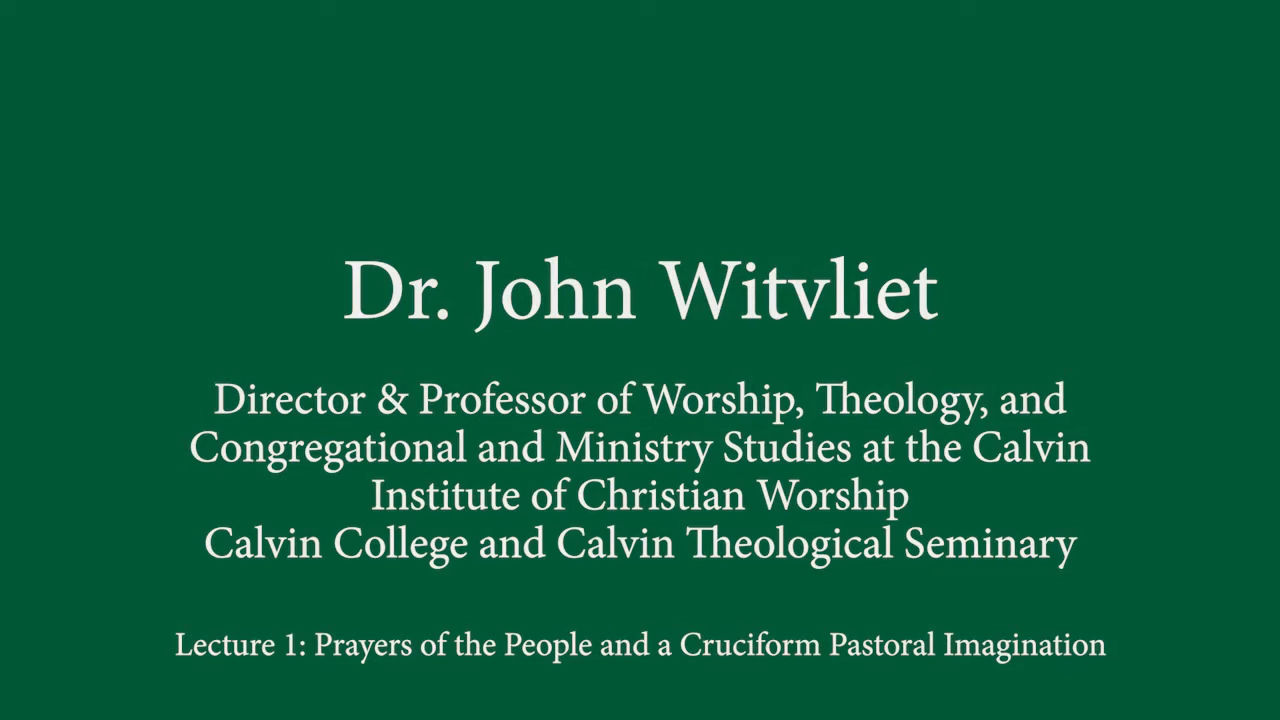 Dr. John Witvliet
Director & Professor of Worship, Theology, and
Congregational and Ministry Studies at the Calvin
Institute of Christian Worship
Calvin College and Calvin Theological Seminary
Lecture 1: Prayers of the People and a Cruciform Pastoral Imagination